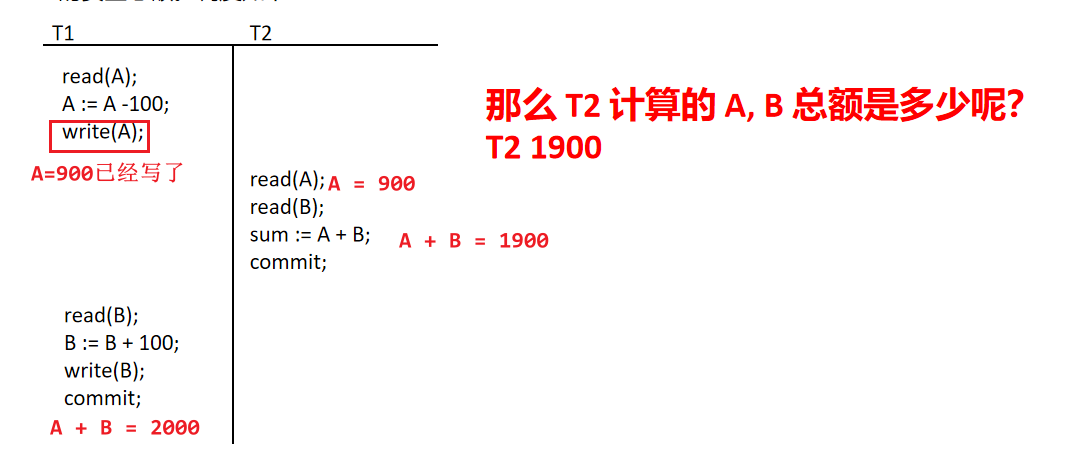 T1 T2
read(A);
A := A -100;
write(A);
A=900已经写了
read(A); A = 900
read(B);
sum := A + B; A + B = 1900
commit;
read(B);
B := B + 100;
write(B);
commit;
A + B = 2000
那么 T2 计算的 A, B 总额是多少呢?
T2 1900